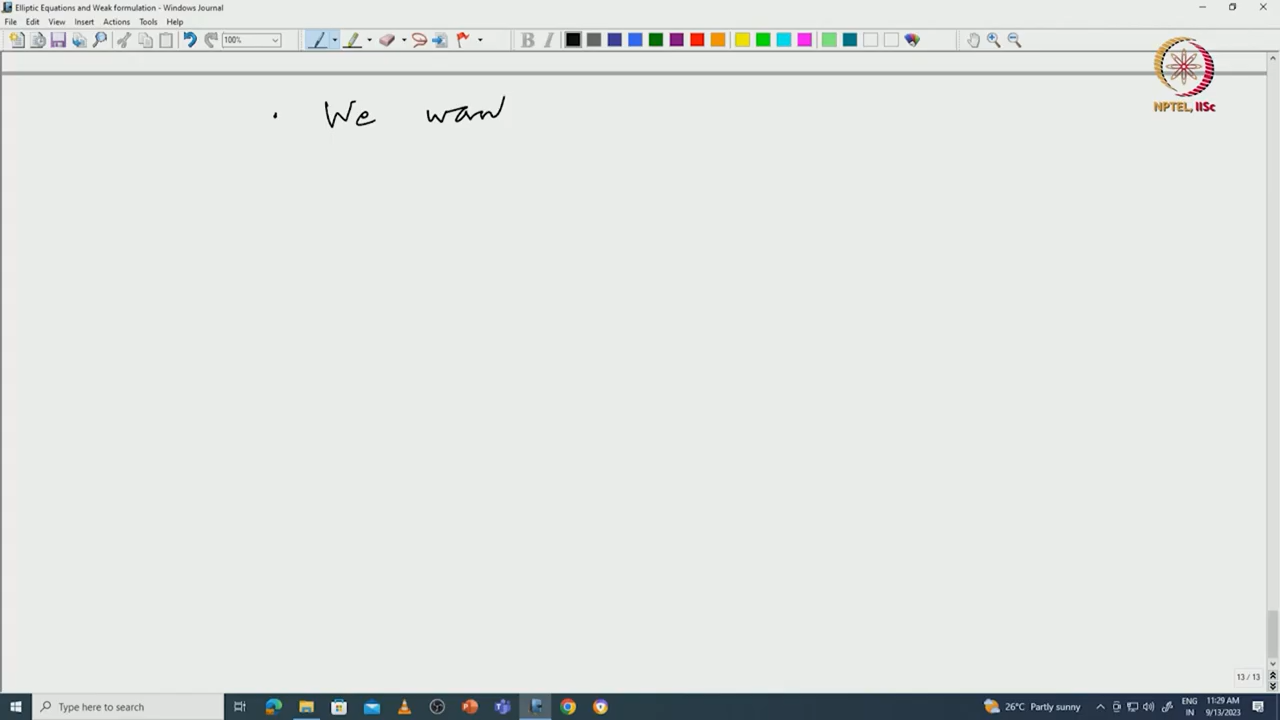 Elliptic Equations and Weak formulation - Windows Journal
File Edit View Insert Actions Tools Help
100% B I
NPTEL, IISc
· We wan
13 / 13
Type here to search
26°C Partly sunny
ENG
IN
11:29 AM
9/13/2023